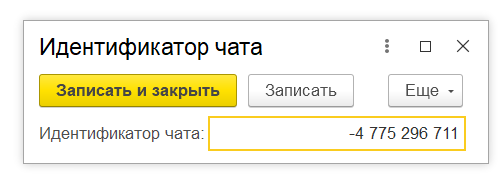 Идентификатор чата
Записать и закрыть Записать Еще
Идентификатор чата: -4 775 296 711